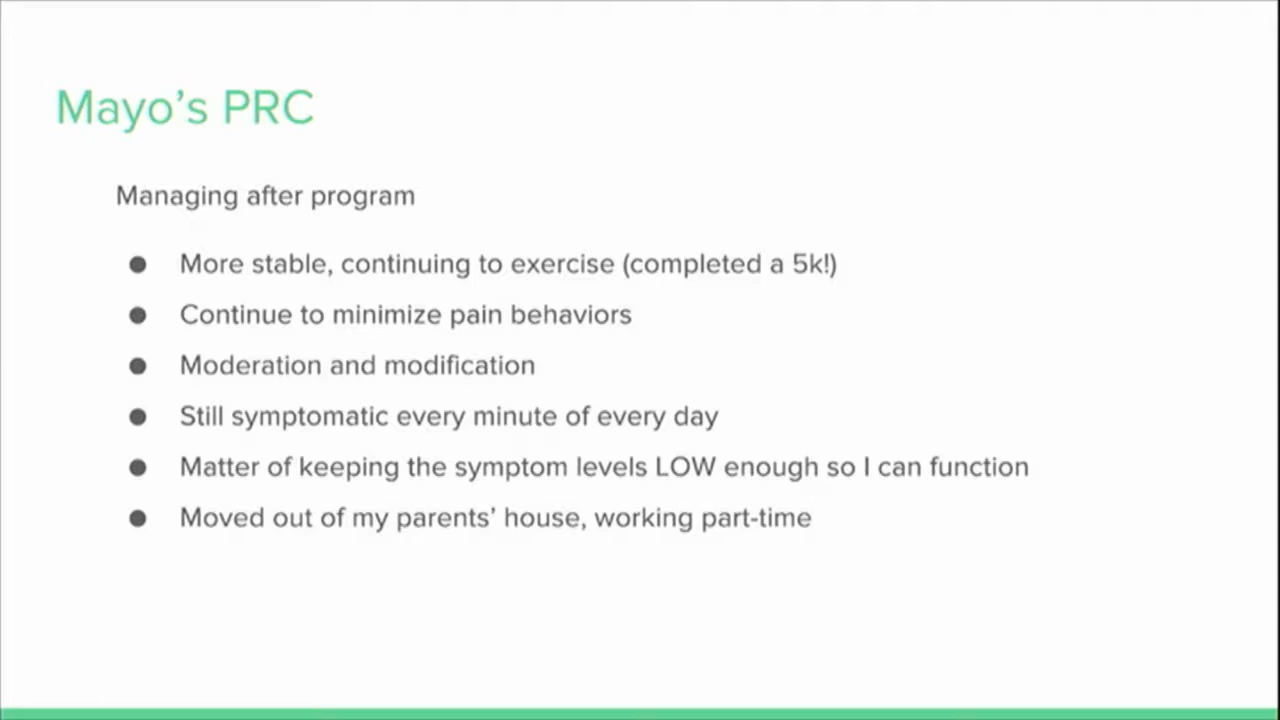 Mayo’s PRC
Managing after program
● More stable, continuing to exercise (completed a 5k!)
● Continue to minimize pain behaviors
● Moderation and modification
● Still symptomatic every minute of every day
● Matter of keeping the symptom levels LOW enough so I can function
● Moved out of my parents’ house, working part-time